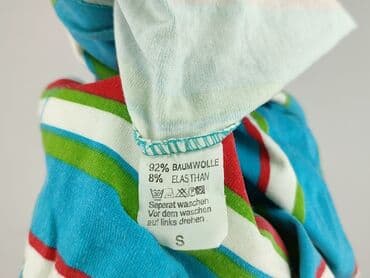 92% BAUMWOLLE
8% ELASTHAN
Separat waschen
Vor dem waschen
auf links drehen.
S